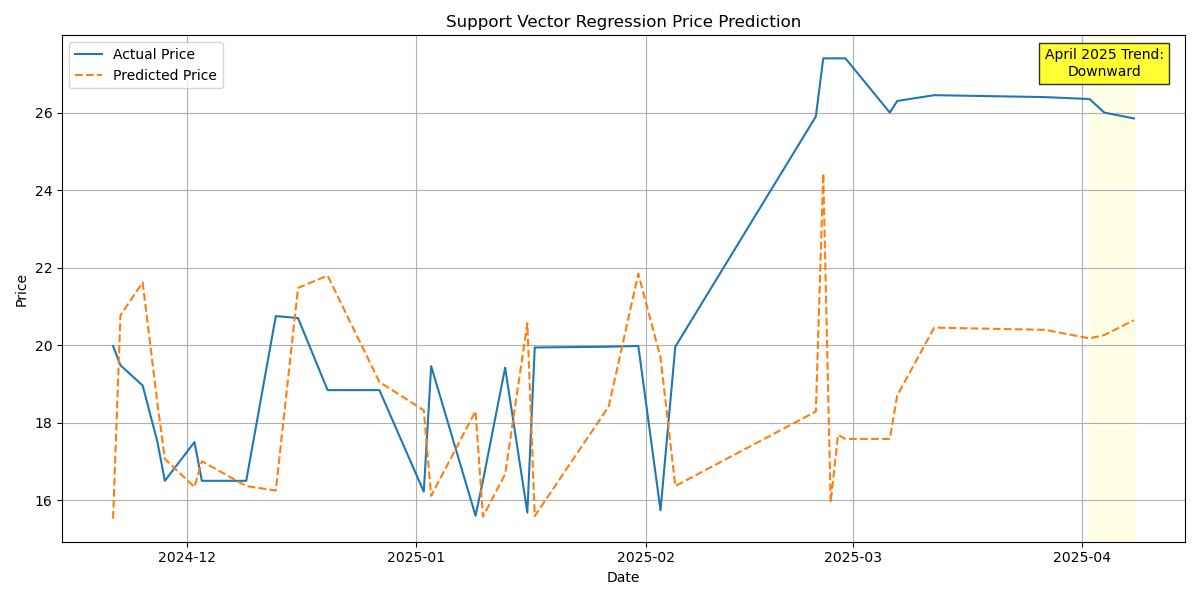 Support Vector Regression Price Prediction
Actual Price
Predicted Price
April 2025 Trend:
Downward
Price
26
24
22
20
18
16
2024-12
2025-01
2025-02
2025-03
2025-04
Date